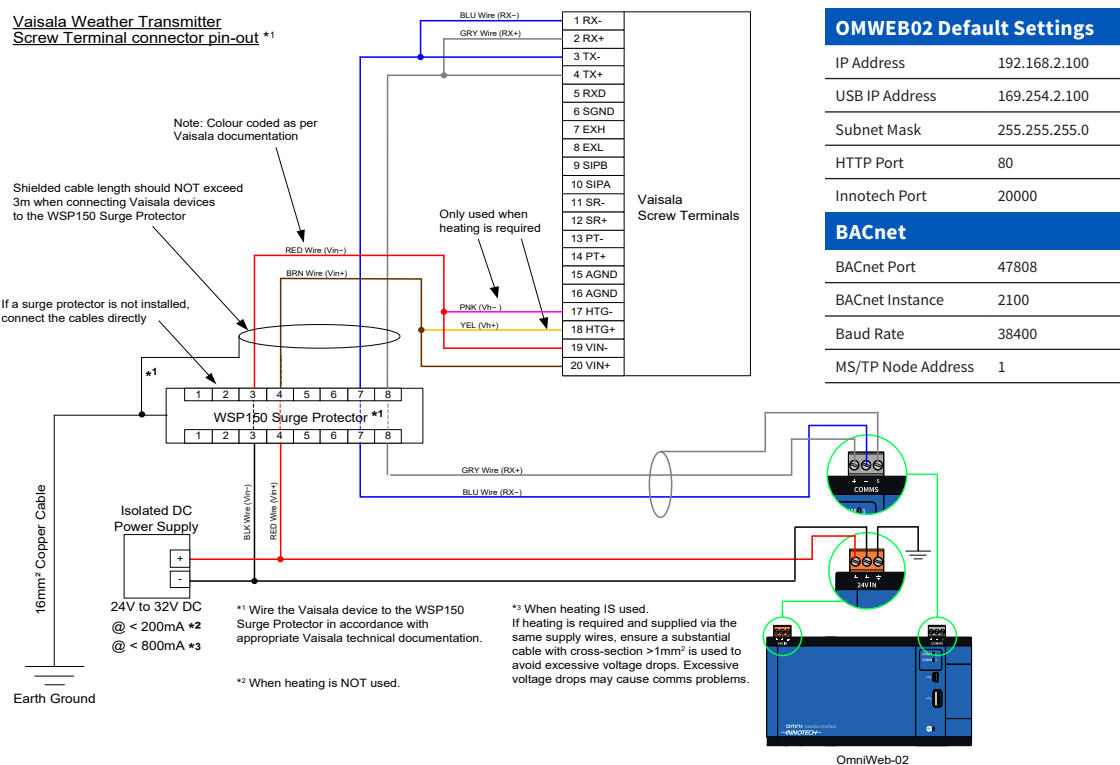 Vaisala Weather Transmitter
Screw Terminal connector pin-out *1
Note: Colour coded as per
Vaisala documentation
Shielded cable length should NOT exceed
3m when connecting Vaisala devices
to the WSP150 Surge Protector
If a surge protector is not installed,
connect the cables directly
BLU Wire (RX−)
GRY Wire (RX+)
RED Wire (Vin−)
BRN Wire (Vin+)
Only used when
heating is required
PNK (Vh− )
YEL (Vh+)
1 RX-
2 RX+
3 TX-
4 TX+
5 RXD
6 SGND
7 EXH
8 EXL
9 SIPB
10 SIPA
11 SR-
12 SR+
13 PT-
14 PT+
15 AGND
16 AGND
17 HTG-
18 HTG+
19 VIN-
20 VIN+
Vaisala
Screw Terminals
OMWEB02 Default Settings
IP Address 192.168.2.100
USB IP Address 169.254.2.100
Subnet Mask 255.255.255.0
HTTP Port 80
Innotech Port 20000
BACnet
BACnet Port 47808
BACnet Instance 2100
Baud Rate 38400
MS/TP Node Address 1
*1
1 2 3 4 5 6 7 8
WSP150 Surge Protector *1
1 2 3 4 5 6 7 8
GRY Wire (RX+)
BLU Wire (RX−)
BLK Wire (Vin−)
RED Wire (Vin+)
16mm² Copper Cable
Earth Ground
Isolated DC
Power Supply
+
-
24V to 32V DC
@ < 200mA *2
@ < 800mA *3
*1 Wire the Vaisala device to the WSP150
Surge Protector in accordance with
appropriate Vaisala technical documentation.
*2 When heating is NOT used.
*3 When heating IS used.
If heating is required and supplied via the
same supply wires, ensure a substantial
cable with cross-section >1mm² is used to
avoid excessive voltage drops. Excessive
voltage drops may cause comms problems.
+ − S
COMMS
24V IN
24V IN
COMMS
COMMS
omni Vaisala Interface
INNOTECH
OmniWeb-02